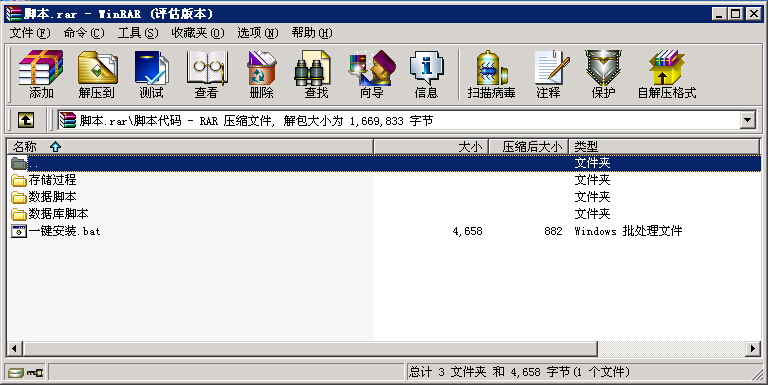 脚本.rar - WinRAR (评估版本)
文件(F) 命令(C) 工具(S) 收藏夹(O) 选项(N) 帮助(H)
添加 解压到 测试 查看 删除 查找 向导 信息 扫描病毒 注释 保护 自解压格式
脚本.rar\脚本代码 - RAR 压缩文件, 解包大小为 1,669,833 字节
名称 大小 压缩后大小 类型
.. 文件夹
存储过程 文件夹
数据脚本 文件夹
数据库脚本 文件夹
一键安装.bat 4,658 882 Windows 批处理文件
总计 3 文件夹 和 4,658 字节(1 个文件)